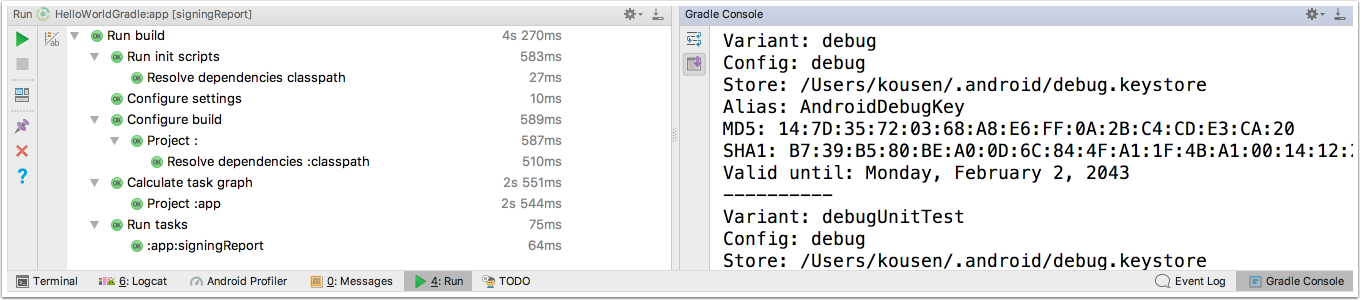 Run HelloWorldGradle:app [signingReport]
Run build 4s 270ms
Run init scripts 583ms
Resolve dependencies classpath 27ms
Configure settings 10ms
Configure build 589ms
Project : 587ms
Resolve dependencies :classpath 510ms
Calculate task graph 2s 551ms
Project :app 2s 544ms
Run tasks 75ms
:app:signingReport 64ms
Gradle Console
Variant: debug
Config: debug
Store: /Users/kousen/.android/debug.keystore
Alias: AndroidDebugKey
MD5: 14:7D:35:72:03:68:A8:E6:FF:0A:2B:C4:CD:E3:CA:20
SHA1: B7:39:B5:80:BE:A0:0D:6C:84:4F:A1:1F:4B:A1:00:14:12:
Valid until: Monday, February 2, 2043
----------
Variant: debugUnitTest
Config: debug
Store: /Users/kousen/.android/debug.keystore
Terminal 6: Logcat Android Profiler 0: Messages 4: Run TODO Event Log Gradle Console